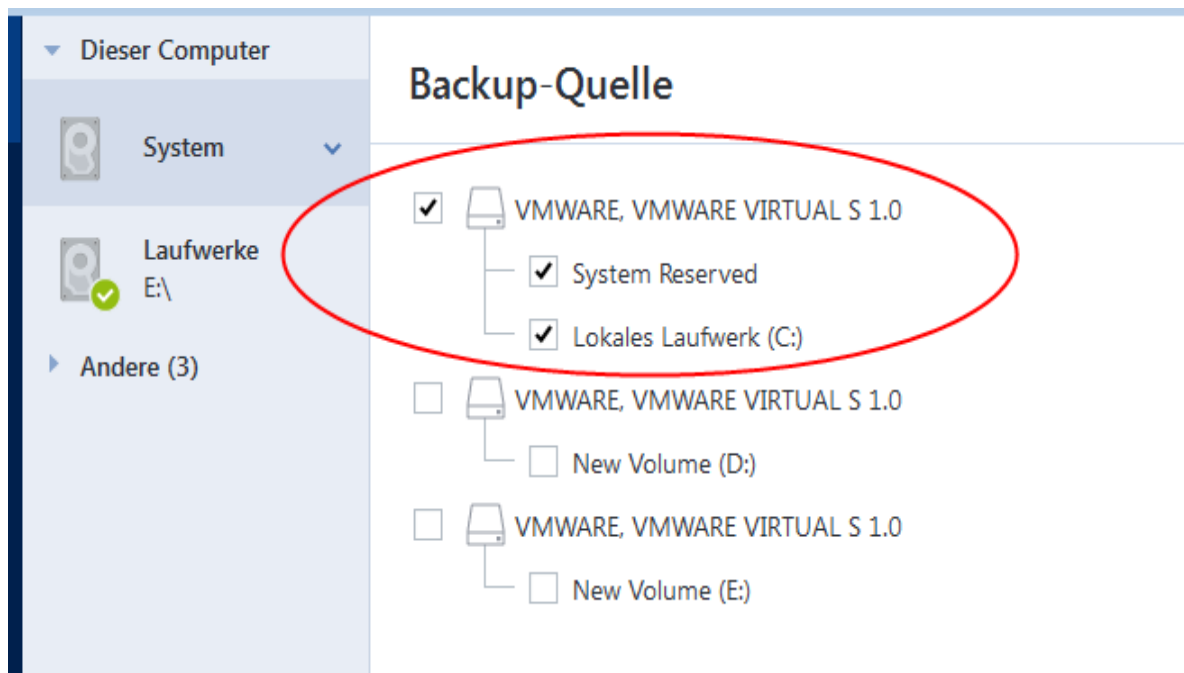 Dieser Computer
System
Laufwerke
E:\
Andere (3)
Backup-Quelle
VMWARE, VMWARE VIRTUAL S 1.0
System Reserved
Lokales Laufwerk (C:)
VMWARE, VMWARE VIRTUAL S 1.0
New Volume (D:)
VMWARE, VMWARE VIRTUAL S 1.0
New Volume (E:)